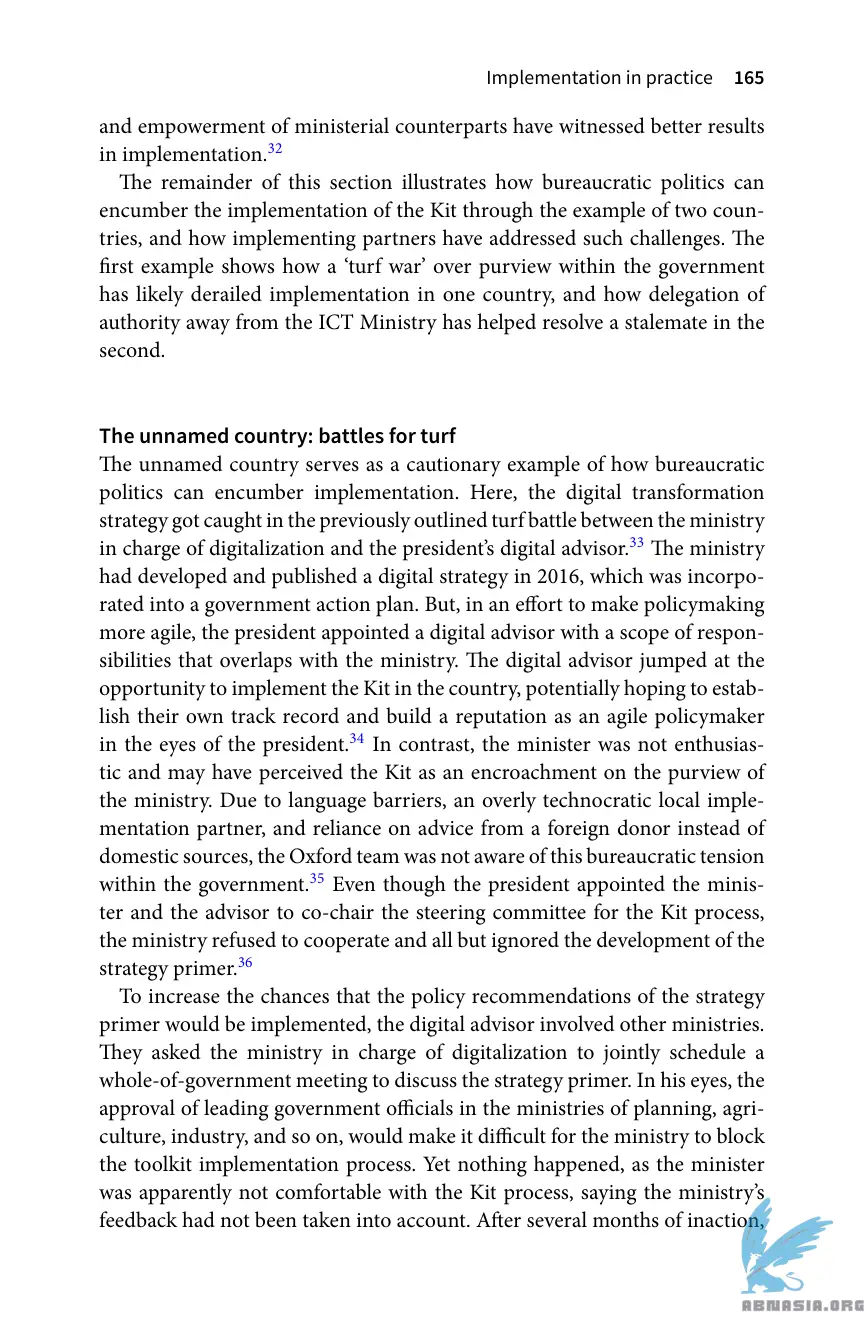 Implementation in practice 165
and empowerment of ministerial counterparts have witnessed better results
in implementation.32
The remainder of this section illustrates how bureaucratic politics can
encumber the implementation of the Kit through the example of two coun-
tries, and how implementing partners have addressed such challenges. The
first example shows how a ‘turf war’ over purview within the government
has likely derailed implementation in one country, and how delegation of
authority away from the ICT Ministry has helped resolve a stalemate in the
second.
The unnamed country: battles for turf
The unnamed country serves as a cautionary example of how bureaucratic
politics can encumber implementation. Here, the digital transformation
strategy got caught in the previously outlined turf battle between the ministry
in charge of digitalization and the president’s digital advisor.33 The ministry
had developed and published a digital strategy in 2016, which was incorpo-
rated into a government action plan. But, in an effort to make policymaking
more agile, the president appointed a digital advisor with a scope of respon-
sibilities that overlaps with the ministry. The digital advisor jumped at the
opportunity to implement the Kit in the country, potentially hoping to estab-
lish their own track record and build a reputation as an agile policymaker
in the eyes of the president.34 In contrast, the minister was not enthusias-
tic and may have perceived the Kit as an encroachment on the purview of
the ministry. Due to language barriers, an overly technocratic local imple-
mentation partner, and reliance on advice from a foreign donor instead of
domestic sources, the Oxford team was not aware of this bureaucratic tension
within the government.35 Even though the president appointed the minis-
ter and the advisor to co-chair the steering committee for the Kit process,
the ministry refused to cooperate and all but ignored the development of the
strategy primer.36
To increase the chances that the policy recommendations of the strategy
primer would be implemented, the digital advisor involved other ministries.
They asked the ministry in charge of digitalization to jointly schedule a
whole-of-government meeting to discuss the strategy primer. In his eyes, the
approval of leading government officials in the ministries of planning, agri-
culture, industry, and so on, would make it difficult for the ministry to block
the toolkit implementation process. Yet nothing happened, as the minister
was apparently not comfortable with the Kit process, saying the ministry’s
feedback had not been taken into account. After several months of inaction,
ABNASIA.ORG